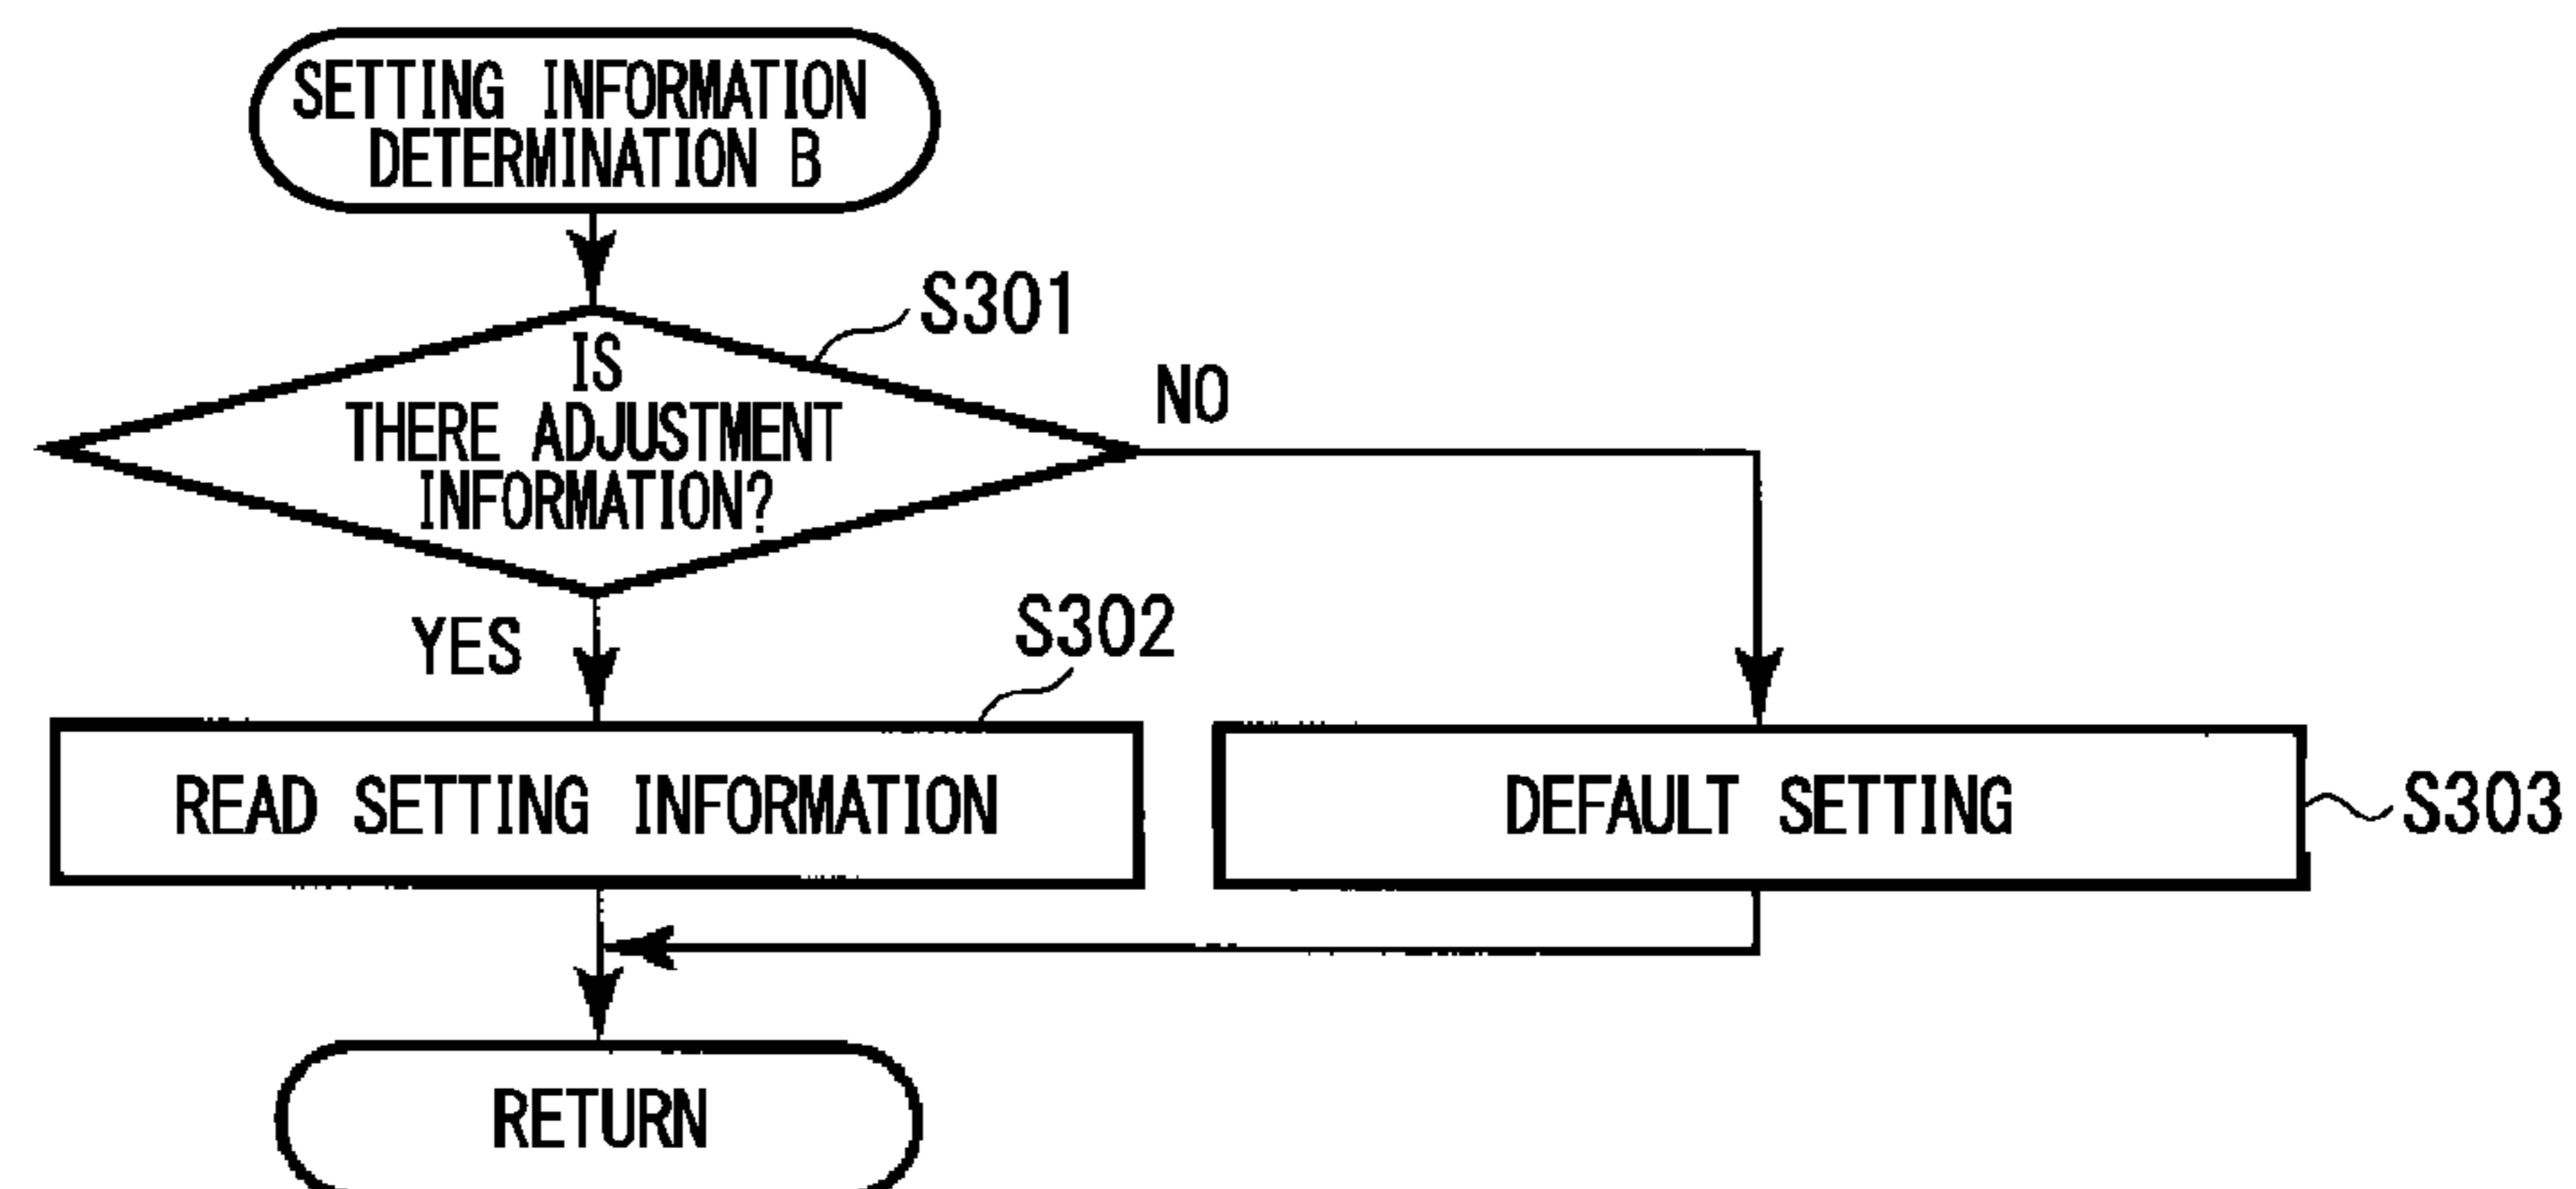 SETTING INFORMATION
DETERMINATION B
S301
IS
THERE ADJUSTMENT
INFORMATION?
NO
YES
S302
READ SETTING INFORMATION
DEFAULT SETTING
S303
RETURN